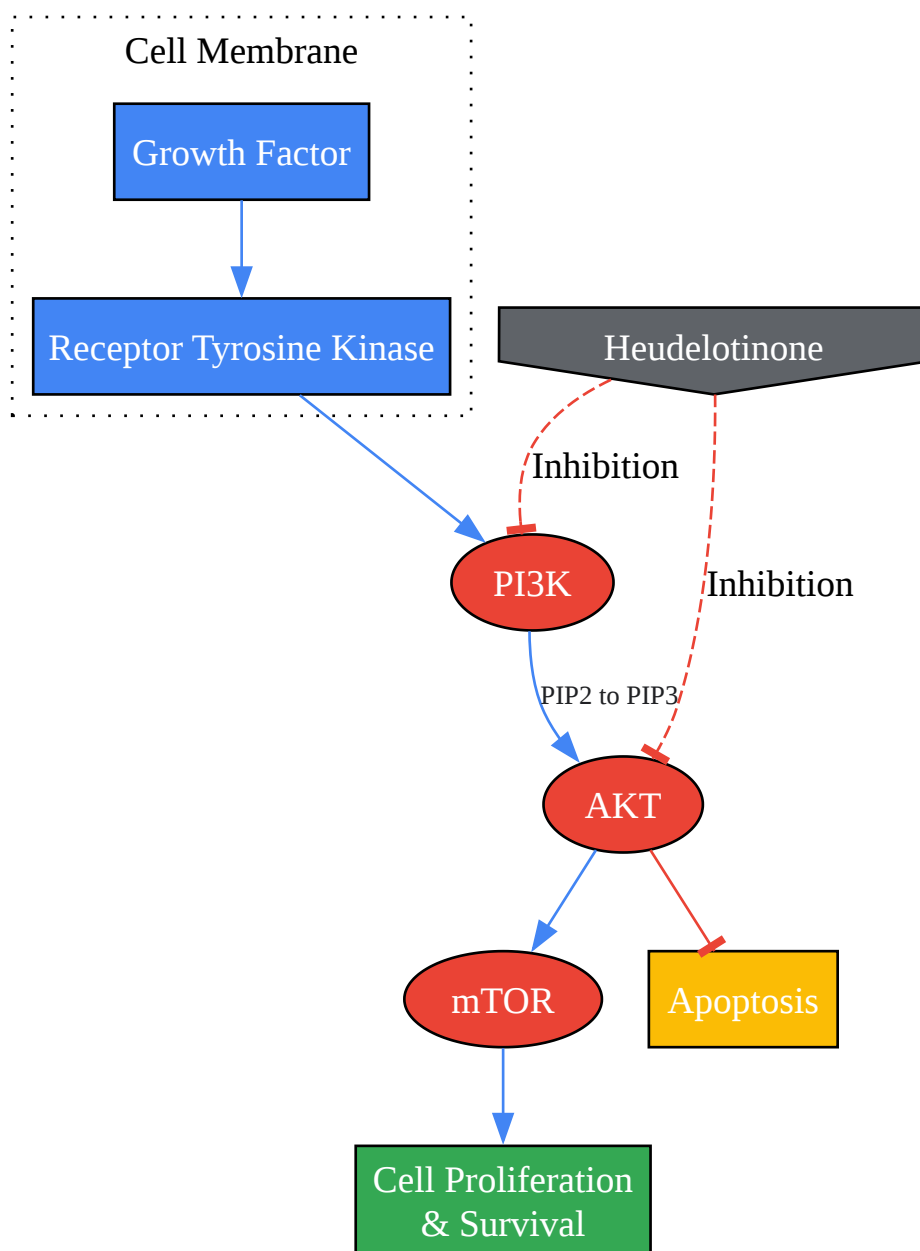 Cell Membrane
Growth Factor
Receptor Tyrosine Kinase
Heudelotinone
Inhibition
PI3K
Inhibition
PIP2 to PIP3
AKT
mTOR
Apoptosis
Cell Proliferation
& Survival